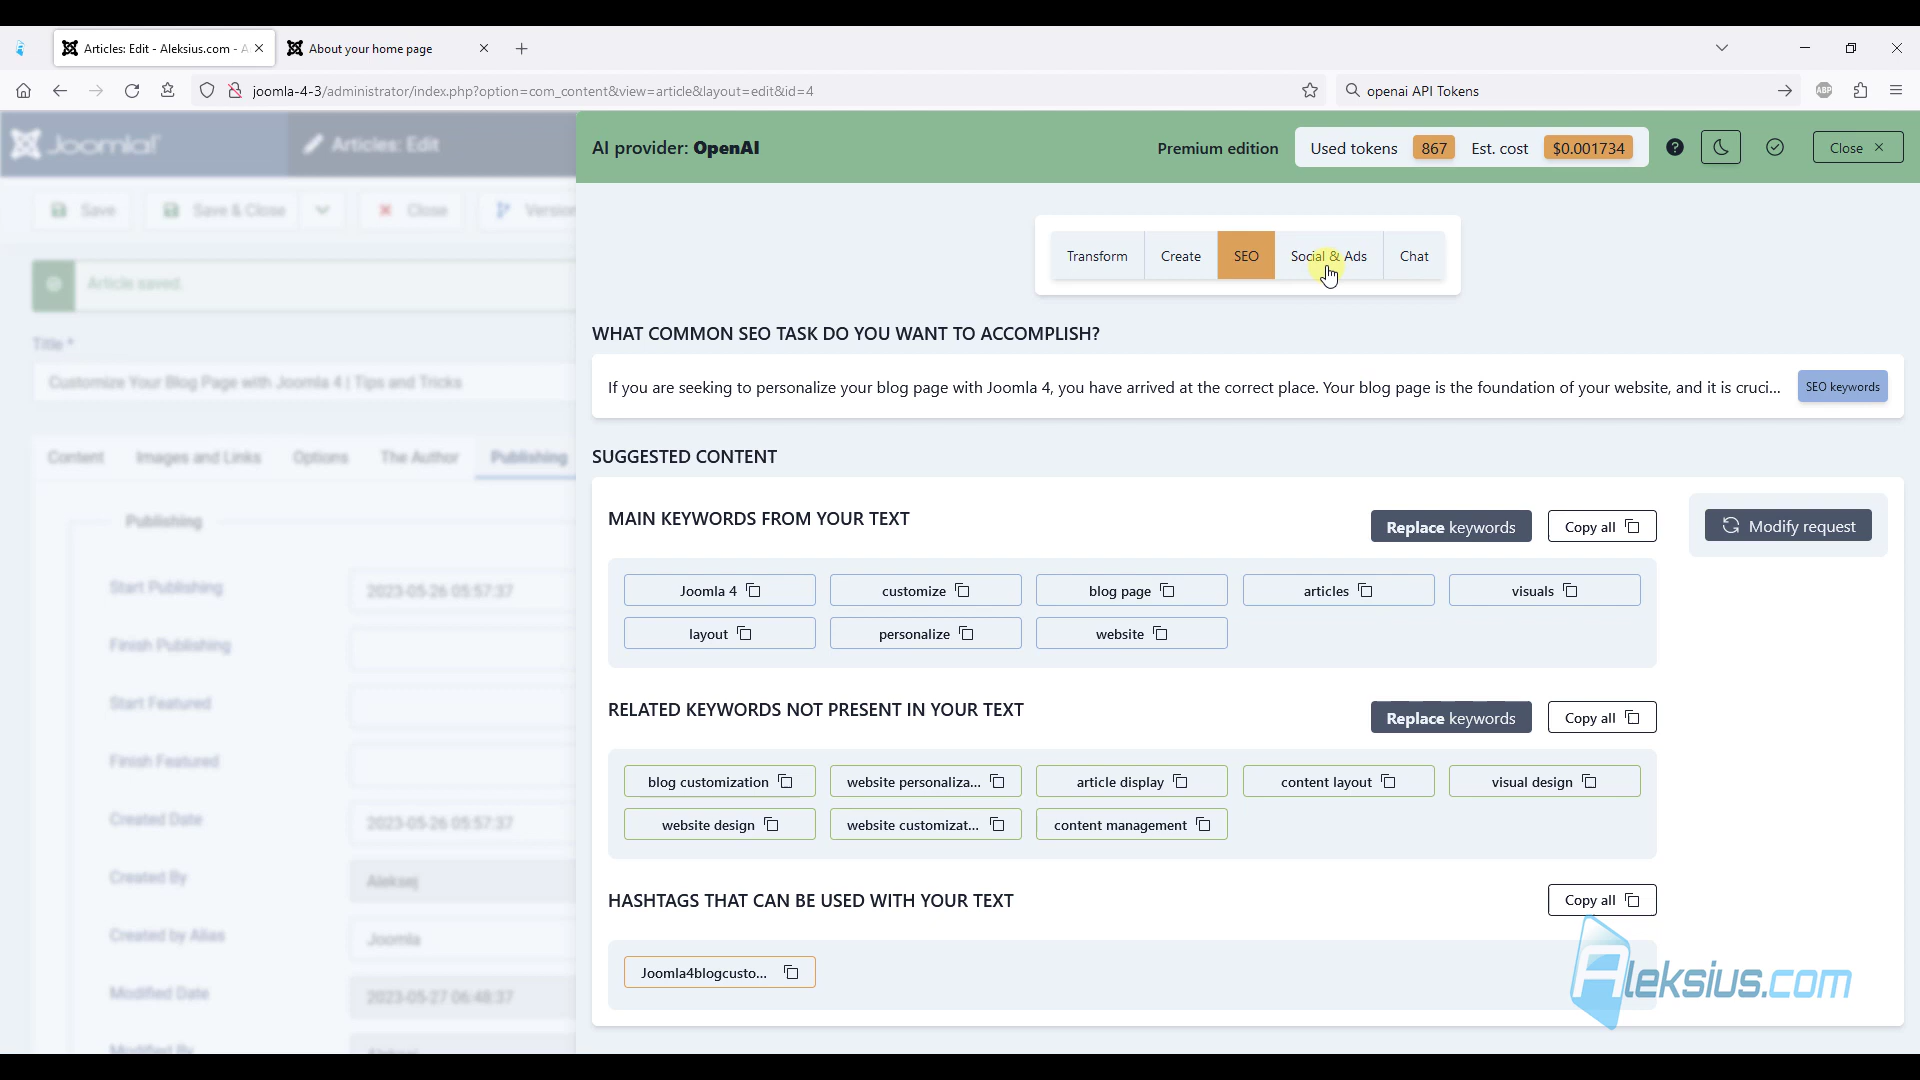 Articles: Edit - Aleksius.com - A
About your home page
joomla-4-3/administrator/index.php?option=com_content&view=article&layout=edit&id=4
openai API Tokens
ABP
Joomla!
Articles: Edit
AI provider: OpenAI
Premium edition
Used tokens 867 Est. cost $0.001734
Close
Save
Save & Close
Close
Version
Transform
Create
SEO
Social & Ads
Chat
Article saved.
Title *
Customize Your Blog Page with Joomla 4 | Tips and Tricks
WHAT COMMON SEO TASK DO YOU WANT TO ACCOMPLISH?
If you are seeking to personalize your blog page with Joomla 4, you have arrived at the correct place. Your blog page is the foundation of your website, and it is cruci...
SEO keywords
Content
Images and Links
Options
The Author
Publishing
SUGGESTED CONTENT
Publishing
MAIN KEYWORDS FROM YOUR TEXT
Replace keywords
Copy all
Modify request
Start Publishing
2023-05-26 05:57:37
Joomla 4
customize
blog page
articles
visuals
Finish Publishing
layout
personalize
website
Start Featured
RELATED KEYWORDS NOT PRESENT IN YOUR TEXT
Replace keywords
Copy all
Finish Featured
blog customization
website personaliza...
article display
content layout
visual design
Created Date
2023-05-26 05:57:37
website design
website customizat...
content management
Created By
Aleksej
HASHTAGS THAT CAN BE USED WITH YOUR TEXT
Copy all
Created by Alias
Joomla
Joomla4blogcusto...
Aleksius.com
Modified Date
2023-05-27 06:48:37
Modified By
Aleksej